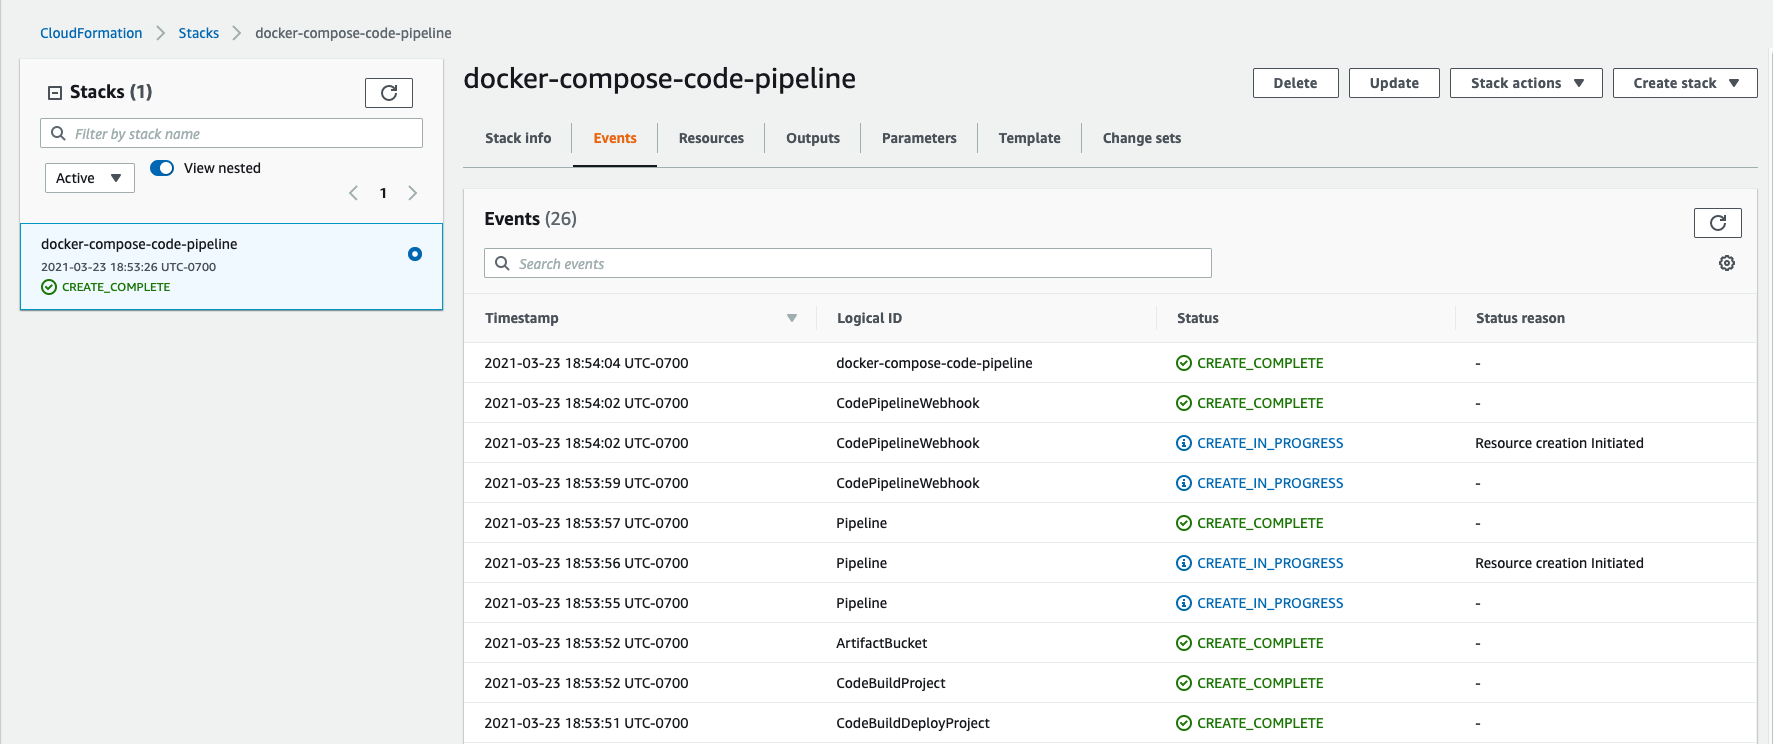 CloudFormation > Stacks > docker-compose-code-pipeline
Stacks (1)
Filter by stack name
Active
View nested
1
docker-compose-code-pipeline
2021-03-23 18:53:26 UTC-0700
CREATE_COMPLETE
docker-compose-code-pipeline
Delete Update Stack actions Create stack
Stack info Events Resources Outputs Parameters Template Change sets
Events (26)
Search events
Timestamp Logical ID Status Status reason
2021-03-23 18:54:04 UTC-0700 docker-compose-code-pipeline CREATE_COMPLETE -
2021-03-23 18:54:02 UTC-0700 CodePipelineWebhook CREATE_COMPLETE -
2021-03-23 18:54:02 UTC-0700 CodePipelineWebhook CREATE_IN_PROGRESS Resource creation Initiated
2021-03-23 18:53:59 UTC-0700 CodePipelineWebhook CREATE_IN_PROGRESS -
2021-03-23 18:53:57 UTC-0700 Pipeline CREATE_COMPLETE -
2021-03-23 18:53:56 UTC-0700 Pipeline CREATE_IN_PROGRESS Resource creation Initiated
2021-03-23 18:53:55 UTC-0700 Pipeline CREATE_IN_PROGRESS -
2021-03-23 18:53:52 UTC-0700 ArtifactBucket CREATE_COMPLETE -
2021-03-23 18:53:52 UTC-0700 CodeBuildProject CREATE_COMPLETE -
2021-03-23 18:53:51 UTC-0700 CodeBuildDeployProject CREATE_COMPLETE -